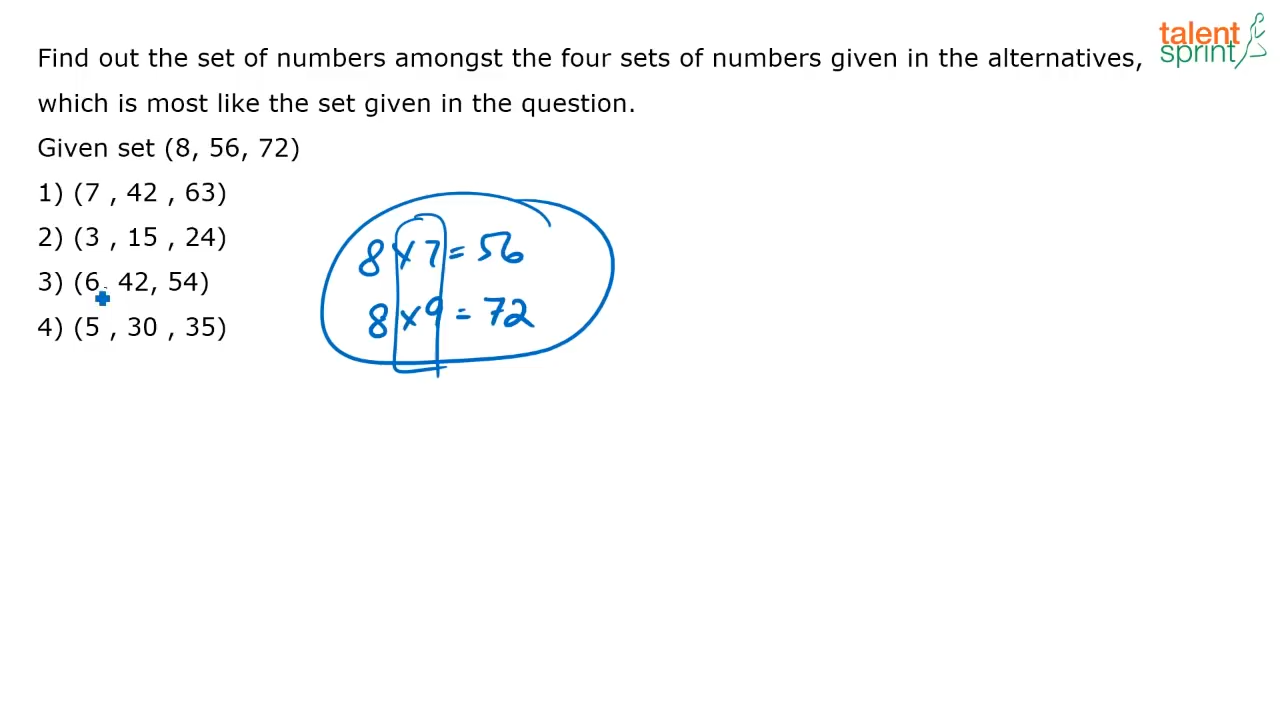 talent
sprint
Find out the set of numbers amongst the four sets of numbers given in the alternatives,
which is most like the set given in the question.
Given set (8, 56, 72)
1) (7 , 42 , 63)
2) (3 , 15 , 24)
3) (6, 42, 54)
4) (5 , 30 , 35)
8 × 7 = 56
8 × 9 = 72